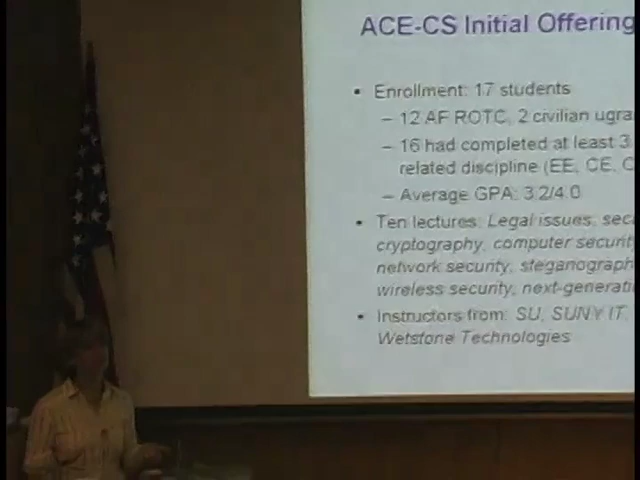 ACE-CS Initial Offering
• Enrollment: 17 students
– 12 AF ROTC, 2 civilian ugra
– 16 had completed at least 3
related discipline (EE, CE, C
– Average GPA: 3.2/4.0
• Ten lectures: Legal issues, sec
cryptography, computer securit
network security, steganograph
wireless security, next-generati
• Instructors from: SU, SUNY IT,
Wetstone Technologies